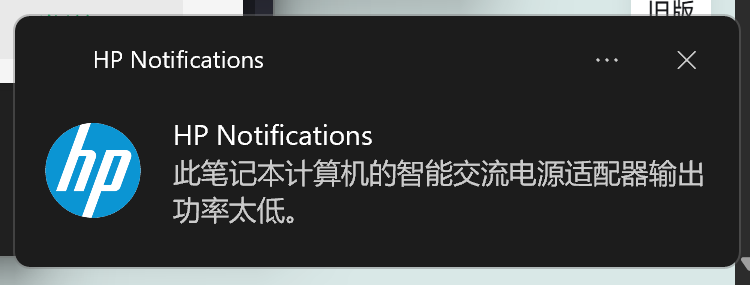 旧版
HP Notifications
hp
HP Notifications
此笔记本计算机的智能交流电源适配器输出
功率太低。